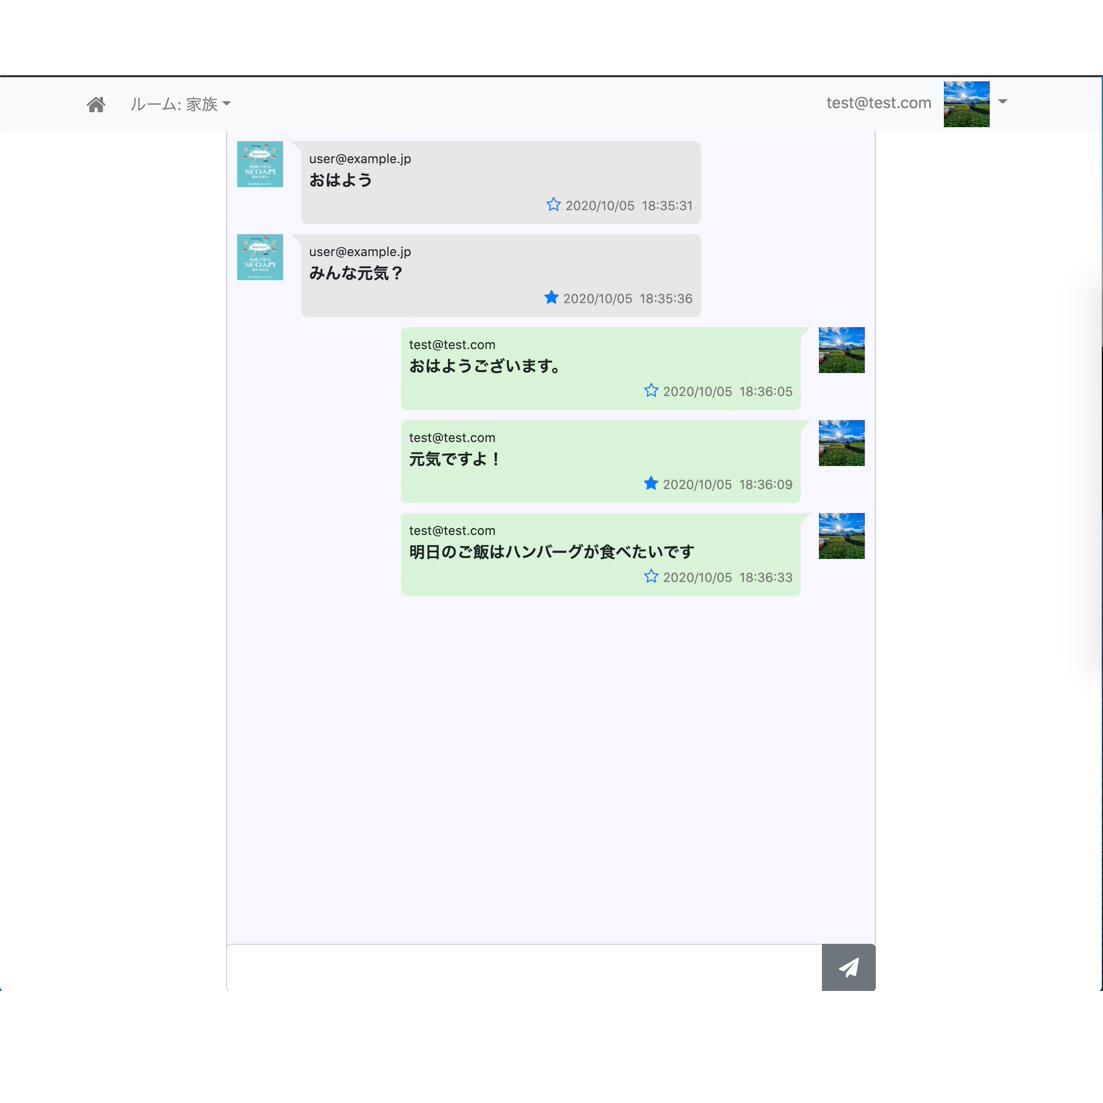 ルーム: 家族
test@test.com
user@example.jp
おはよう
2020/10/05 18:35:31
user@example.jp
みんな元気？
2020/10/05 18:35:36
test@test.com
おはようございます。
2020/10/05 18:36:05
test@test.com
元気ですよ！
2020/10/05 18:36:09
test@test.com
明日のご飯はハンバーグが食べたいです
2020/10/05 18:36:33
SEO入門
SEO入門